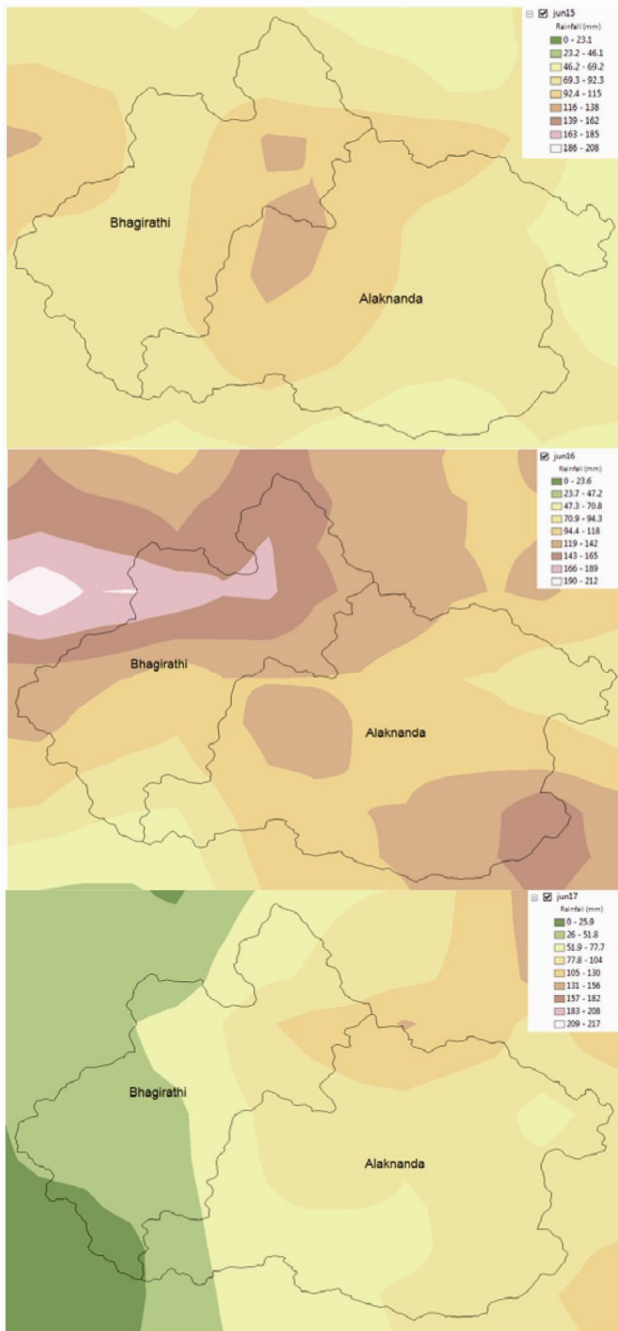 jun15
Rainfall (mm)
0 - 23.1
23.2 - 46.1
46.2 - 69.2
69.3 - 92.3
92.4 - 115
116 - 138
139 - 162
163 - 185
186 - 208
Bhagirathi
Alaknanda
jun16
Rainfall (mm)
0 - 23.6
23.7 - 47.2
47.3 - 70.8
70.9 - 94.3
94.4 - 118
119 - 142
143 - 165
166 - 189
190 - 212
Bhagirathi
Alaknanda
jun17
Rainfall (mm)
0 - 25.9
26 - 51.8
51.9 - 77.7
77.8 - 104
105 - 130
131 - 156
157 - 182
183 - 208
209 - 217
Bhagirathi
Alaknanda